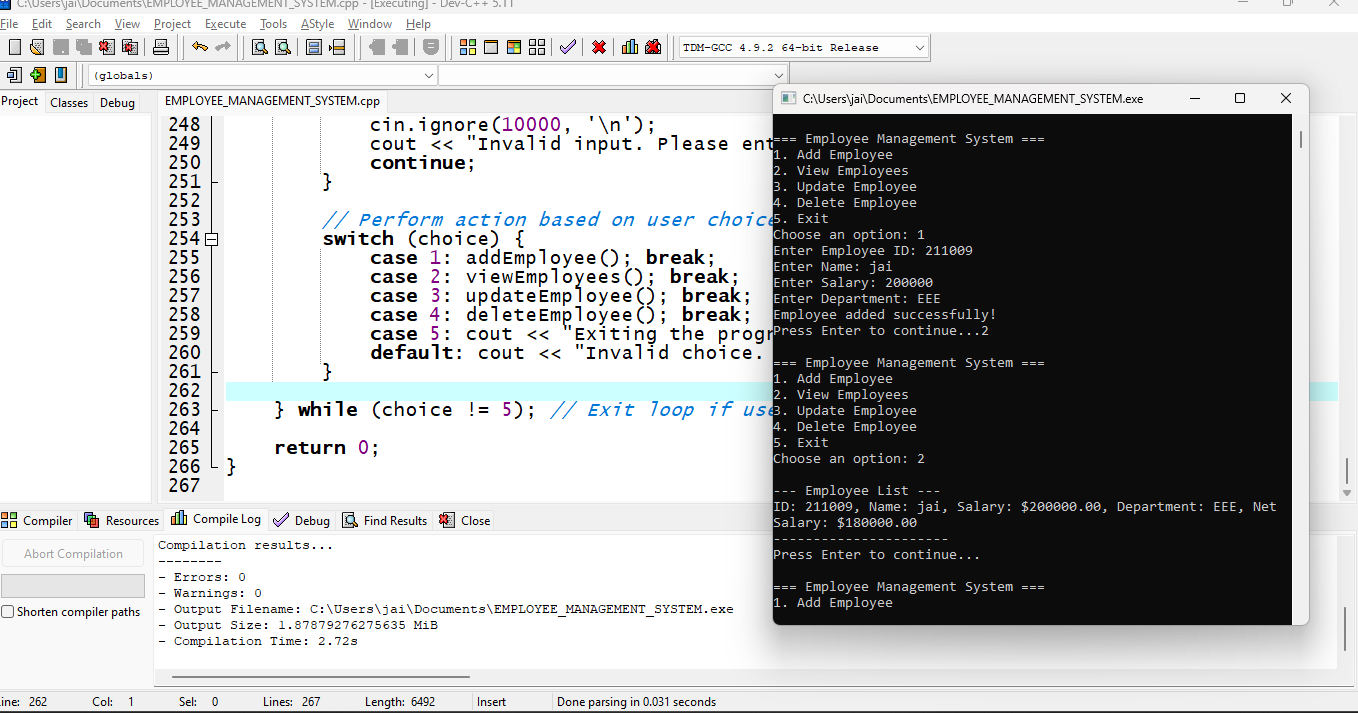 C:\Users\jai\Documents\EMPLOYEE_MANAGEMENT_SYSTEM.cpp - [Executing] - Dev-C++ 5.11
File Edit Search View Project Execute Tools AStyle Window Help
TDM-GCC 4.9.2 64-bit Release
(globals)
Project Classes Debug
EMPLOYEE_MANAGEMENT_SYSTEM.cpp
248 cin.ignore(10000, '\n');
249 cout << "Invalid input. Please ent
250 continue;
251 }
252
253 // Perform action based on user choice
254 switch (choice) {
255 case 1: addEmployee(); break;
256 case 2: viewEmployees(); break;
257 case 3: updateEmployee(); break;
258 case 4: deleteEmployee(); break;
259 case 5: cout << "Exiting the progr
260 default: cout << "Invalid choice.
261 }
262
263 } while (choice != 5); // Exit loop if use
264
265 return 0;
266 }
267
C:\Users\jai\Documents\EMPLOYEE_MANAGEMENT_SYSTEM.exe
=== Employee Management System ===
1. Add Employee
2. View Employees
3. Update Employee
4. Delete Employee
5. Exit
Choose an option: 1
Enter Employee ID: 211009
Enter Name: jai
Enter Salary: 200000
Enter Department: EEE
Employee added successfully!
Press Enter to continue...2
=== Employee Management System ===
1. Add Employee
2. View Employees
3. Update Employee
4. Delete Employee
5. Exit
Choose an option: 2
--- Employee List ---
ID: 211009, Name: jai, Salary: $200000.00, Department: EEE, Net
Salary: $180000.00
----------------------
Press Enter to continue...
=== Employee Management System ===
1. Add Employee
Compiler Resources Compile Log Debug Find Results Close
Abort Compilation
Shorten compiler paths
Compilation results...
--------
- Errors: 0
- Warnings: 0
- Output Filename: C:\Users\jai\Documents\EMPLOYEE_MANAGEMENT_SYSTEM.exe
- Output Size: 1.87879276275635 MiB
- Compilation Time: 2.72s
ine: 262 Col: 1 Sel: 0 Lines: 267 Length: 6492 Insert Done parsing in 0.031 seconds